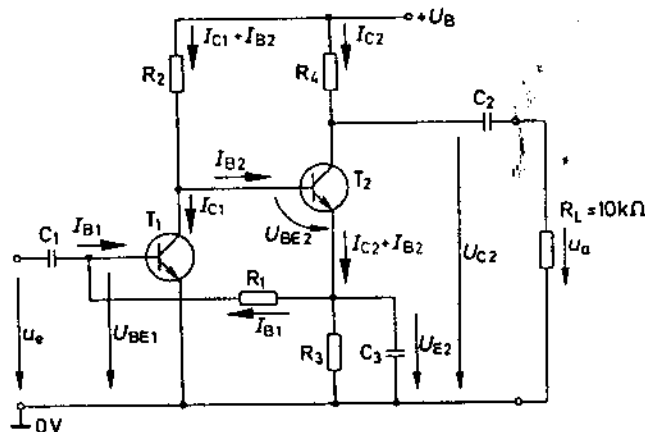 +U_B
I_C1 + I_B2
I_C2
R_2
R_4
C_2
I_B2
T_2
I_C1
U_BE2
R_L = 10kΩ
T_1
I_B1
C_1
I_C2 + I_B2
U_C2
u_a
R_1
U_BE1
I_B1
u_e
R_3
C_3
U_E2
0V